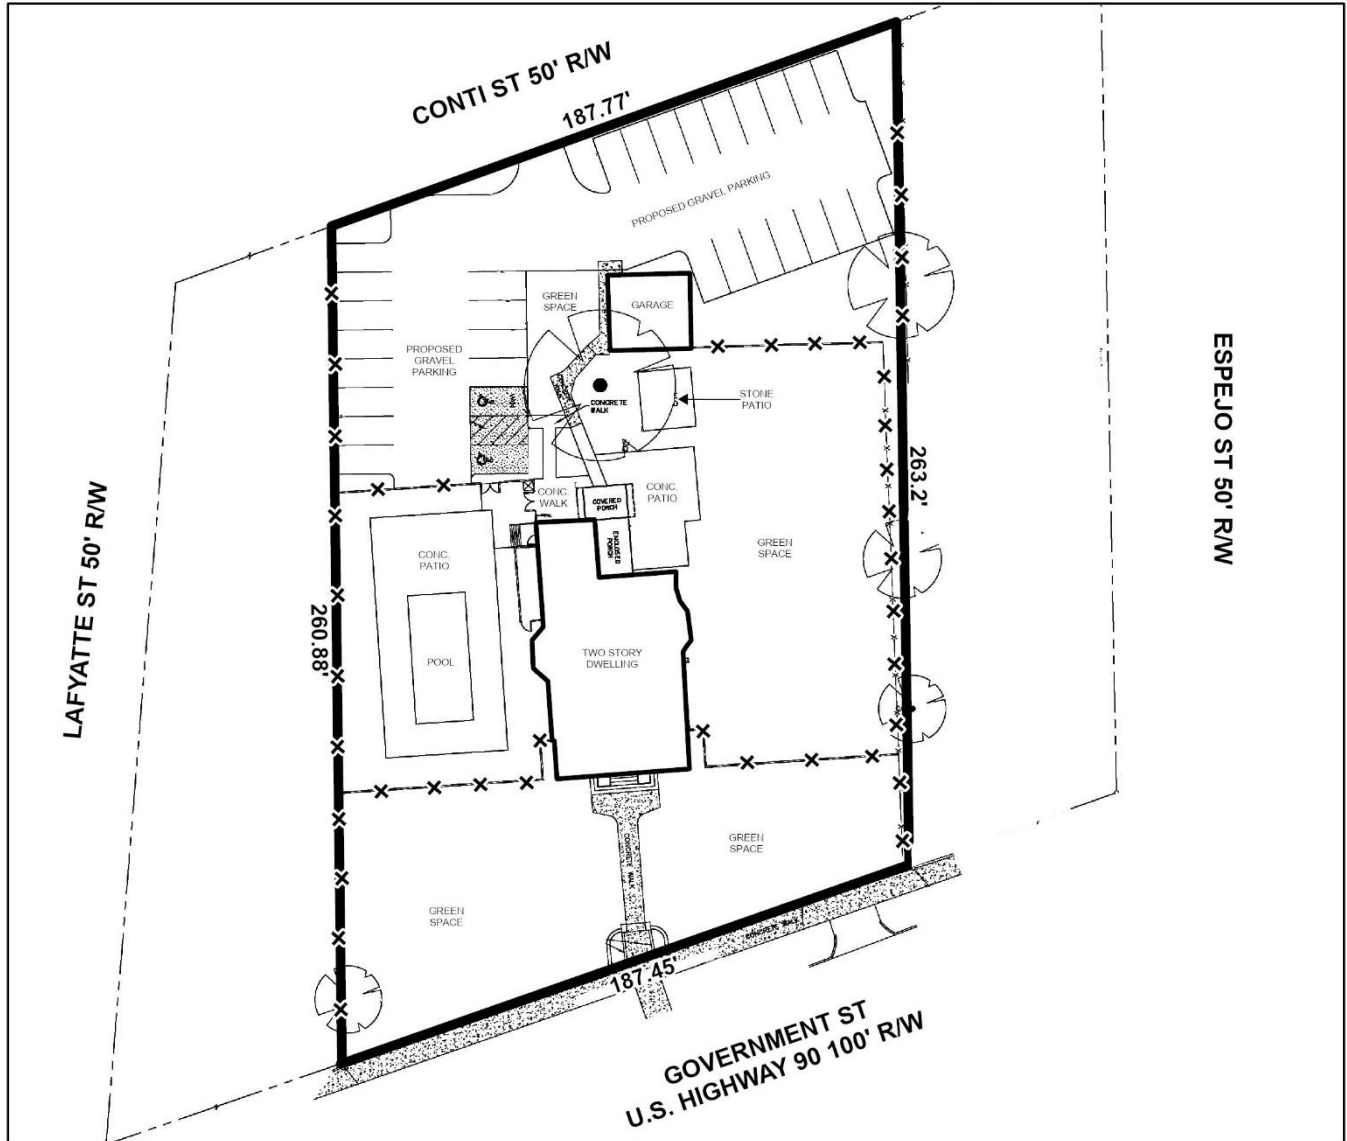 CONTI ST 50' R/W
187.77'
PROPOSED GRAVEL PARKING
GREEN
SPACE
GARAGE
PROPOSED
GRAVEL
PARKING
CONCRETE
WALK
STONE
PATIO
CONC.
WALK
COVERED
PORCH
CONC.
PATIO
ENCLOSED
PORCH
GREEN
SPACE
263.2'
ESPEJO ST 50' R/W
LAFYATTE ST 50' R/W
260.88'
CONC.
PATIO
POOL
TWO STORY
DWELLING
CONCRETE WALK
GREEN
SPACE
GREEN
SPACE
CONCRETE WALK
187.45'
GOVERNMENT ST
U.S. HIGHWAY 90 100' R/W